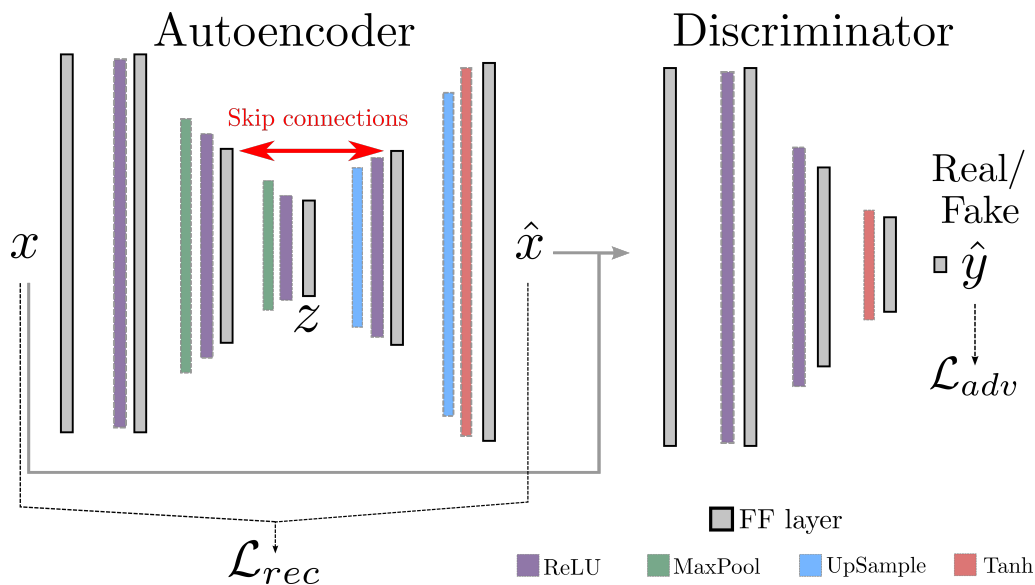 Autoencoder
Discriminator
Skip connections
Real/
Fake
x
x̂
ŷ
z
ℒ_adv
ℒ_rec
FF layer
ReLU
MaxPool
UpSample
Tanh